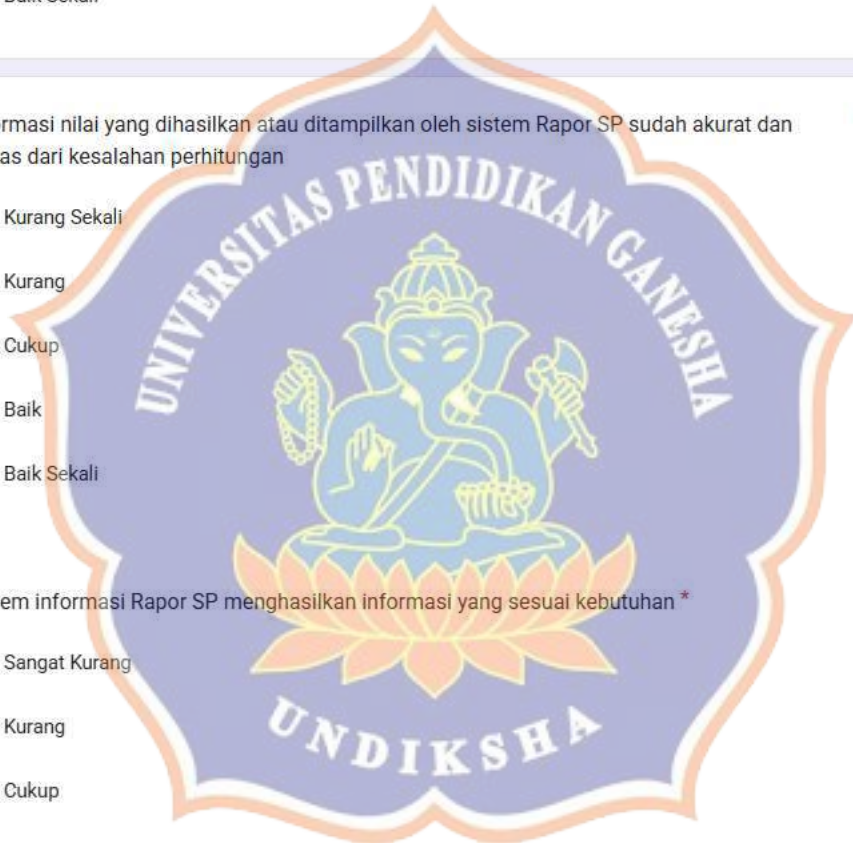 Baik Sekali
rmasi nilai yang dihasilkan atau ditampilkan oleh sistem Rapor SP sudah akurat dan
as dari kesalahan perhitungan
Kurang Sekali
Kurang
Cukup
Baik
Baik Sekali
em informasi Rapor SP menghasilkan informasi yang sesuai kebutuhan *
Sangat Kurang
Kurang
Cukup
UNIVERSITAS PENDIDIKAN GANESHA
UNDIKSHA